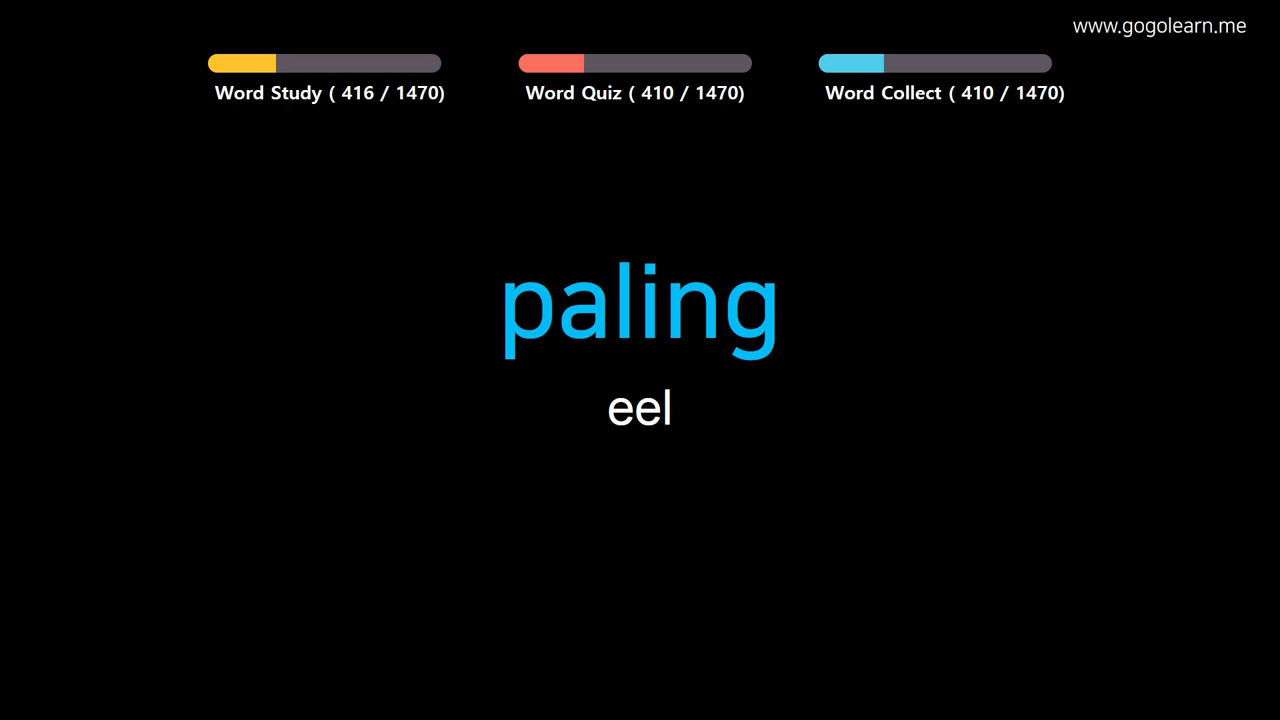 www.gogolearn.me
Word Study ( 416 / 1470)
Word Quiz ( 410 / 1470)
Word Collect ( 410 / 1470)
paling
eel